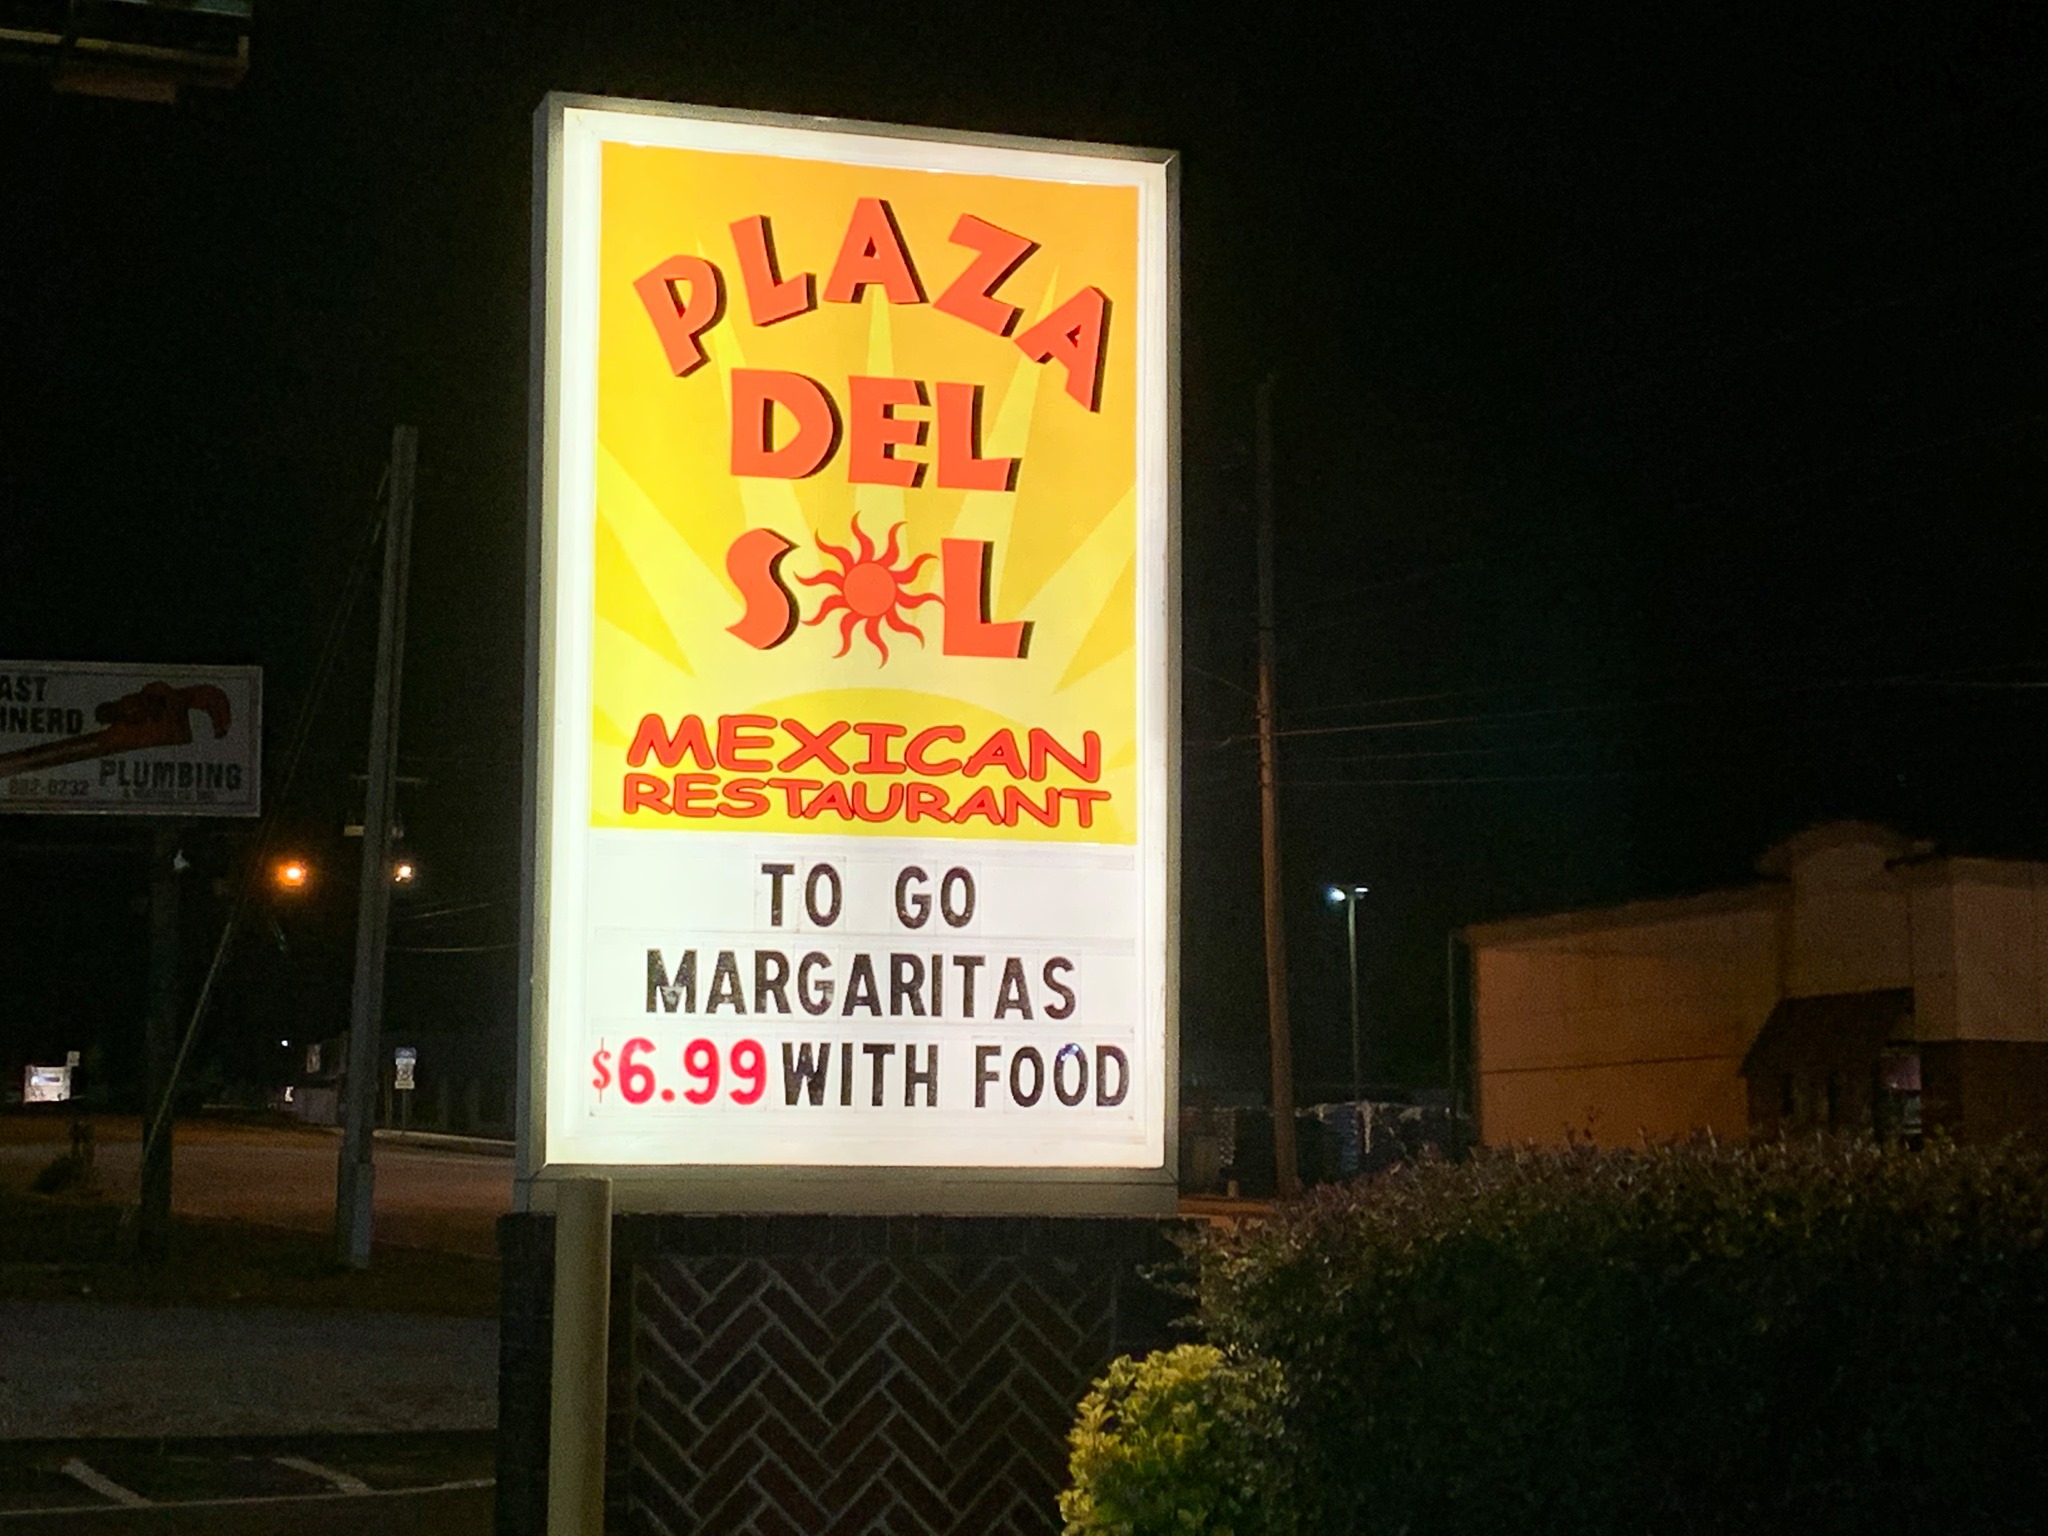 PLAZA
DEL
SOL
MEXICAN
RESTAURANT
TO GO
MARGARITAS
$6.99 WITH FOOD
PLUMBING